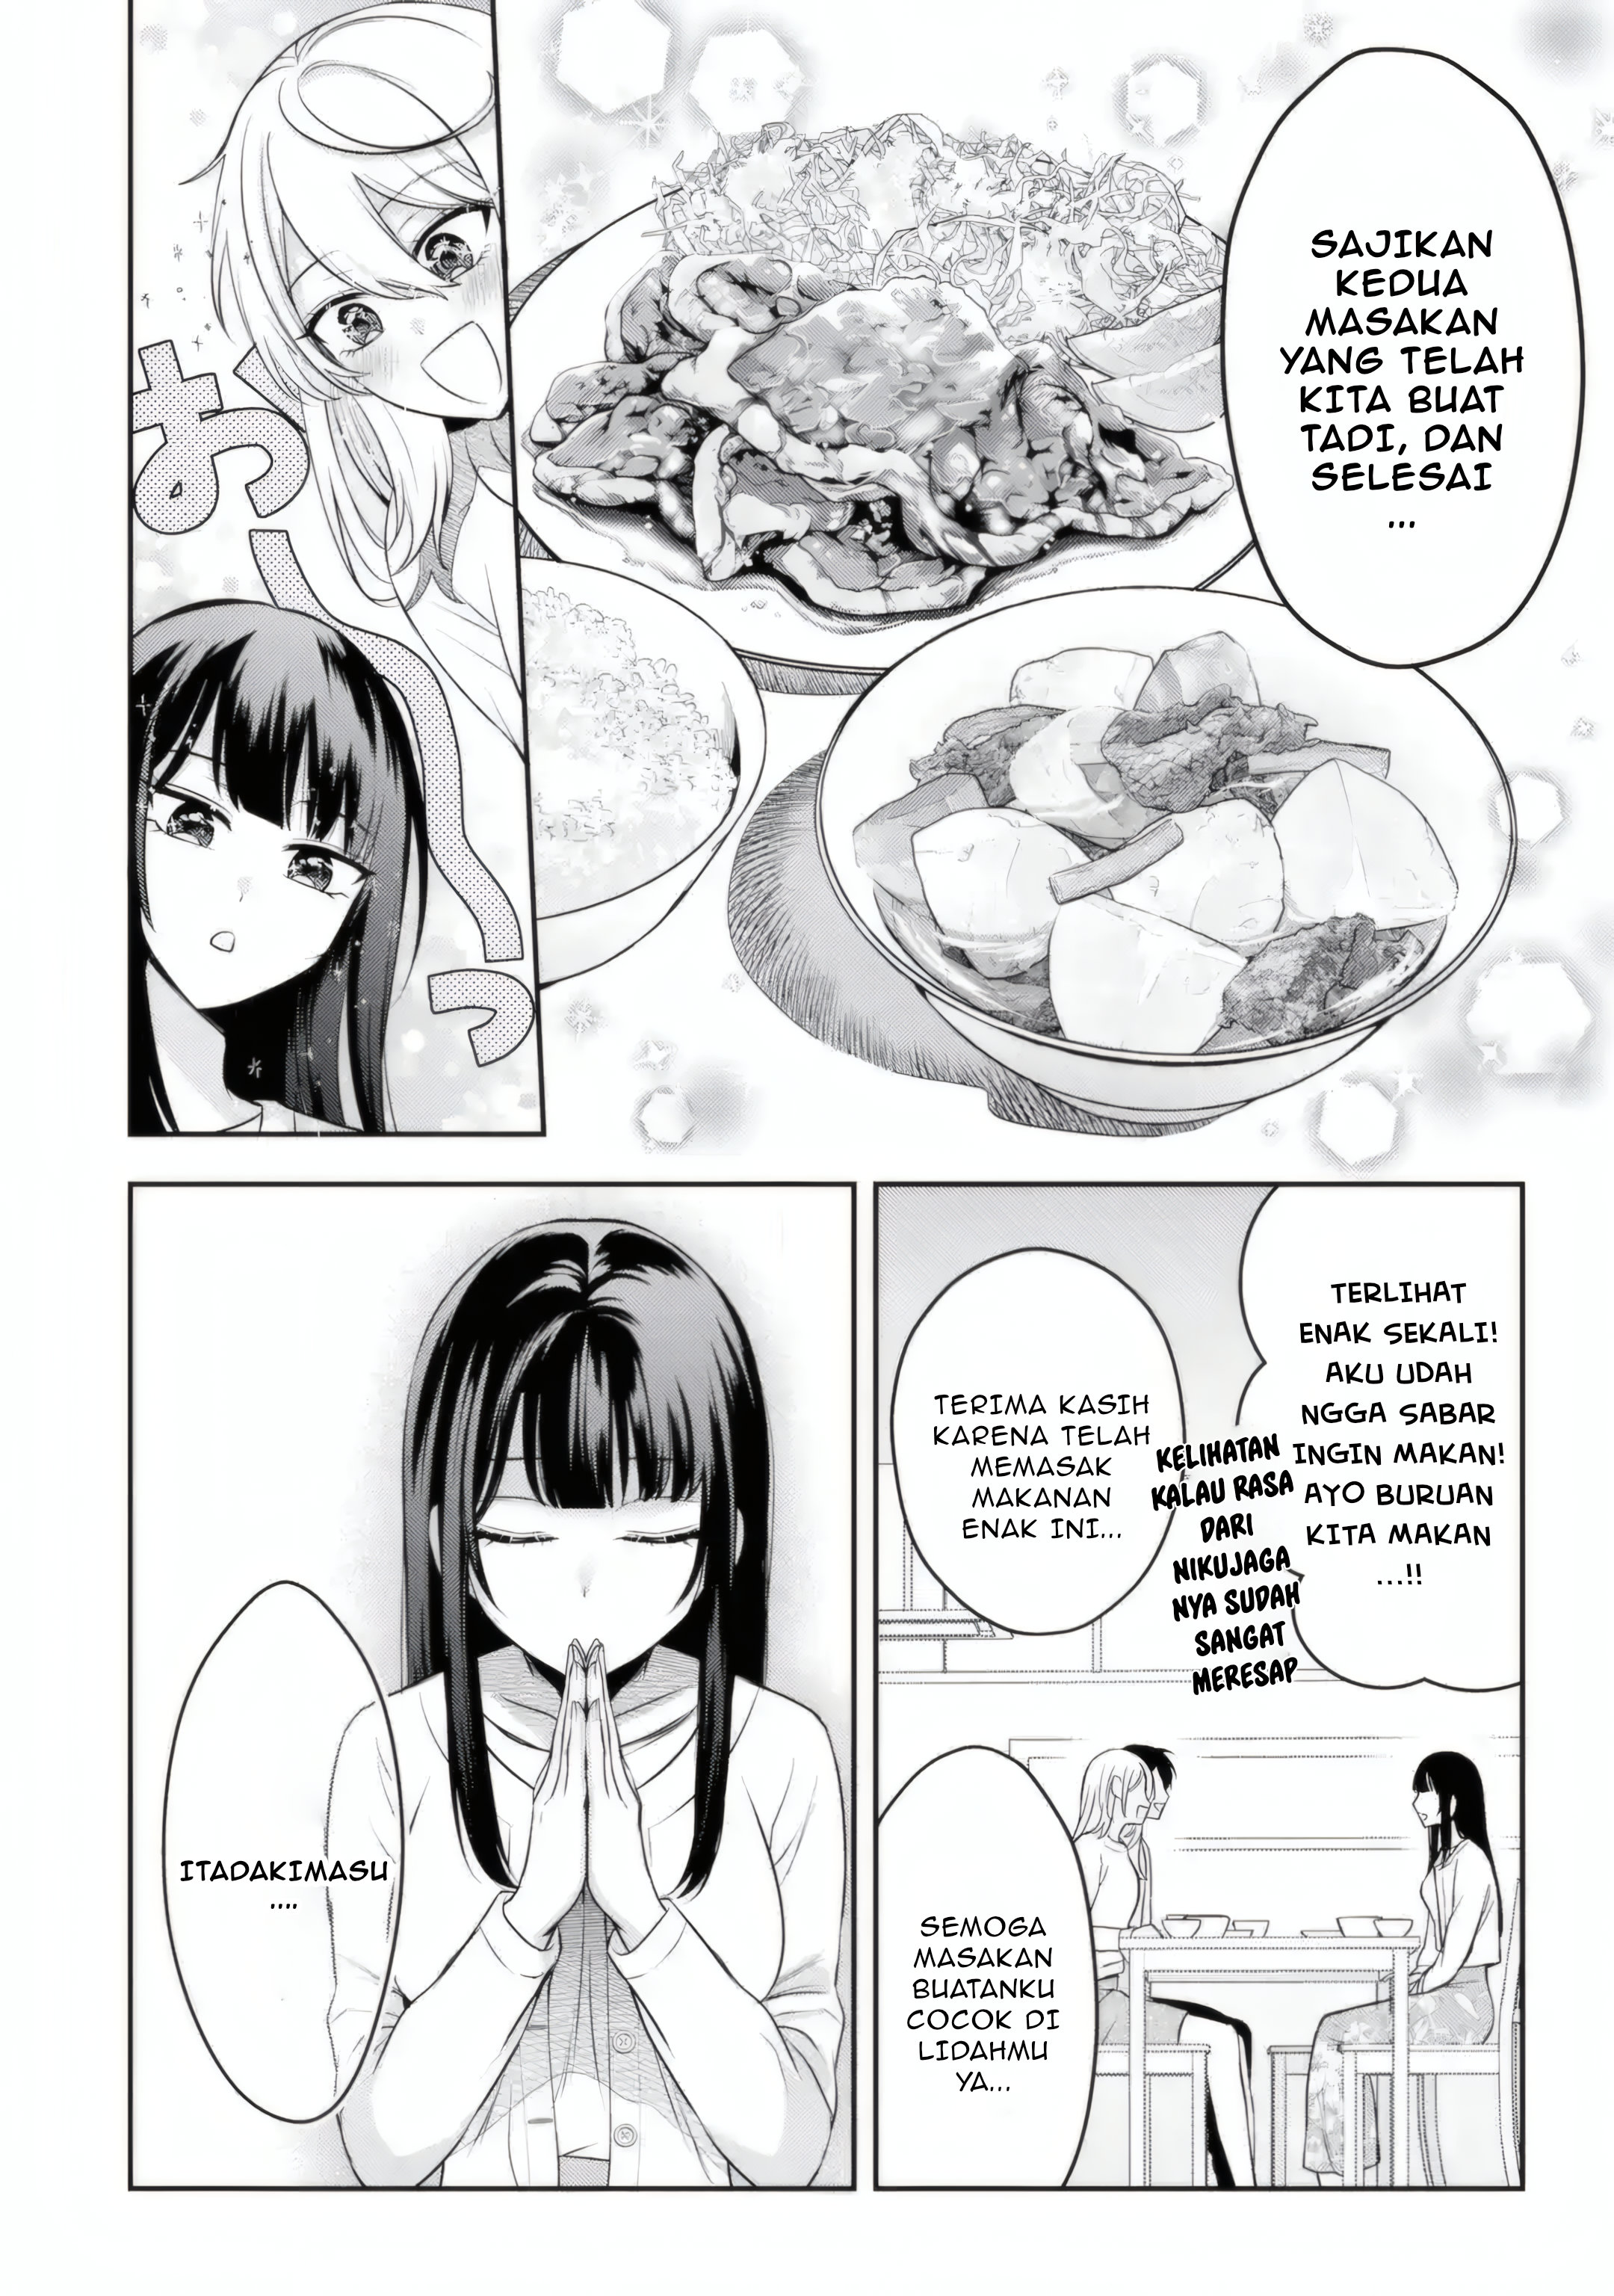 SAJIKAN
KEDUA
MASAKAN
YANG TELAH
KITA BUAT
TADI, DAN
SELESAI
...
おーっ
TERLIHAT
ENAK SEKALI!
AKU UDAH
NGGA SABAR
INGIN MAKAN!
AYO BURUAN
KITA MAKAN
...!!
KELIHATAN
KALAU RASA
DARI
NIKUJAGA
NYA SUDAH
SANGAT
MERESAP
TERIMA KASIH
KARENA TELAH
MEMASAK
MAKANAN
ENAK INI...
SEMOGA
MASAKAN
BUATANKU
COCOK DI
LIDAHMU
YA...
ITADAKIMASU
....